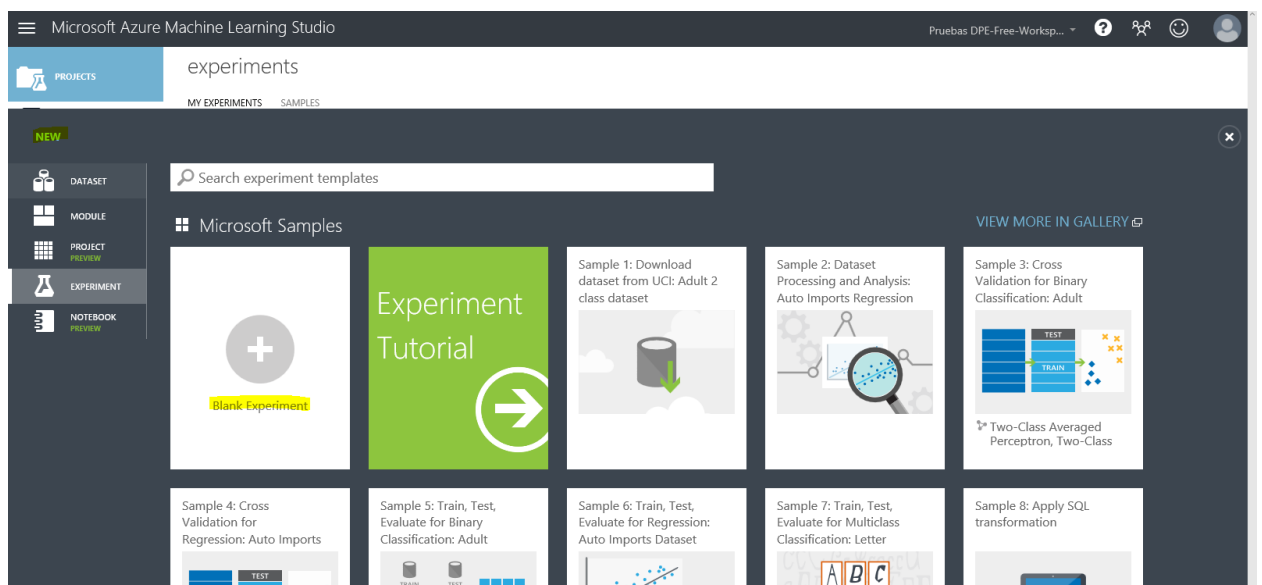 Microsoft Azure Machine Learning Studio
Pruebas DPE-Free-Worksp...
?
PROJECTS
experiments
MY EXPERIMENTS SAMPLES
NEW
DATASET
MODULE
PROJECT
PREVIEW
EXPERIMENT
NOTEBOOK
PREVIEW
Search experiment templates
Microsoft Samples
VIEW MORE IN GALLERY
Blank Experiment
Experiment
Tutorial
Sample 1: Download
dataset from UCI: Adult 2
class dataset
Sample 2: Dataset
Processing and Analysis:
Auto Imports Regression
Sample 3: Cross
Validation for Binary
Classification: Adult
TEST
TRAIN
Two-Class Averaged
Perceptron, Two-Class
Sample 4: Cross
Validation for
Regression: Auto Imports
TEST
Sample 5: Train, Test,
Evaluate for Binary
Classification: Adult
TRAIN TEST
Sample 6: Train, Test,
Evaluate for Regression:
Auto Imports Dataset
Sample 7: Train, Test,
Evaluate for Multiclass
Classification: Letter
A B C
Sample 8: Apply SQL
transformation